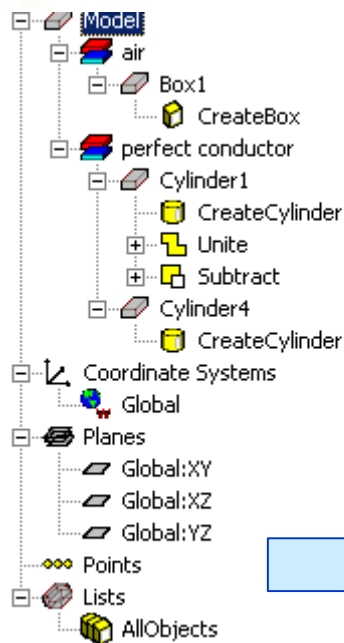 Model
air
Box1
CreateBox
perfect conductor
Cylinder1
CreateCylinder
Unite
Subtract
Cylinder4
CreateCylinder
Coordinate Systems
Global
Planes
Global:XY
Global:XZ
Global:YZ
Points
Lists
AllObjects